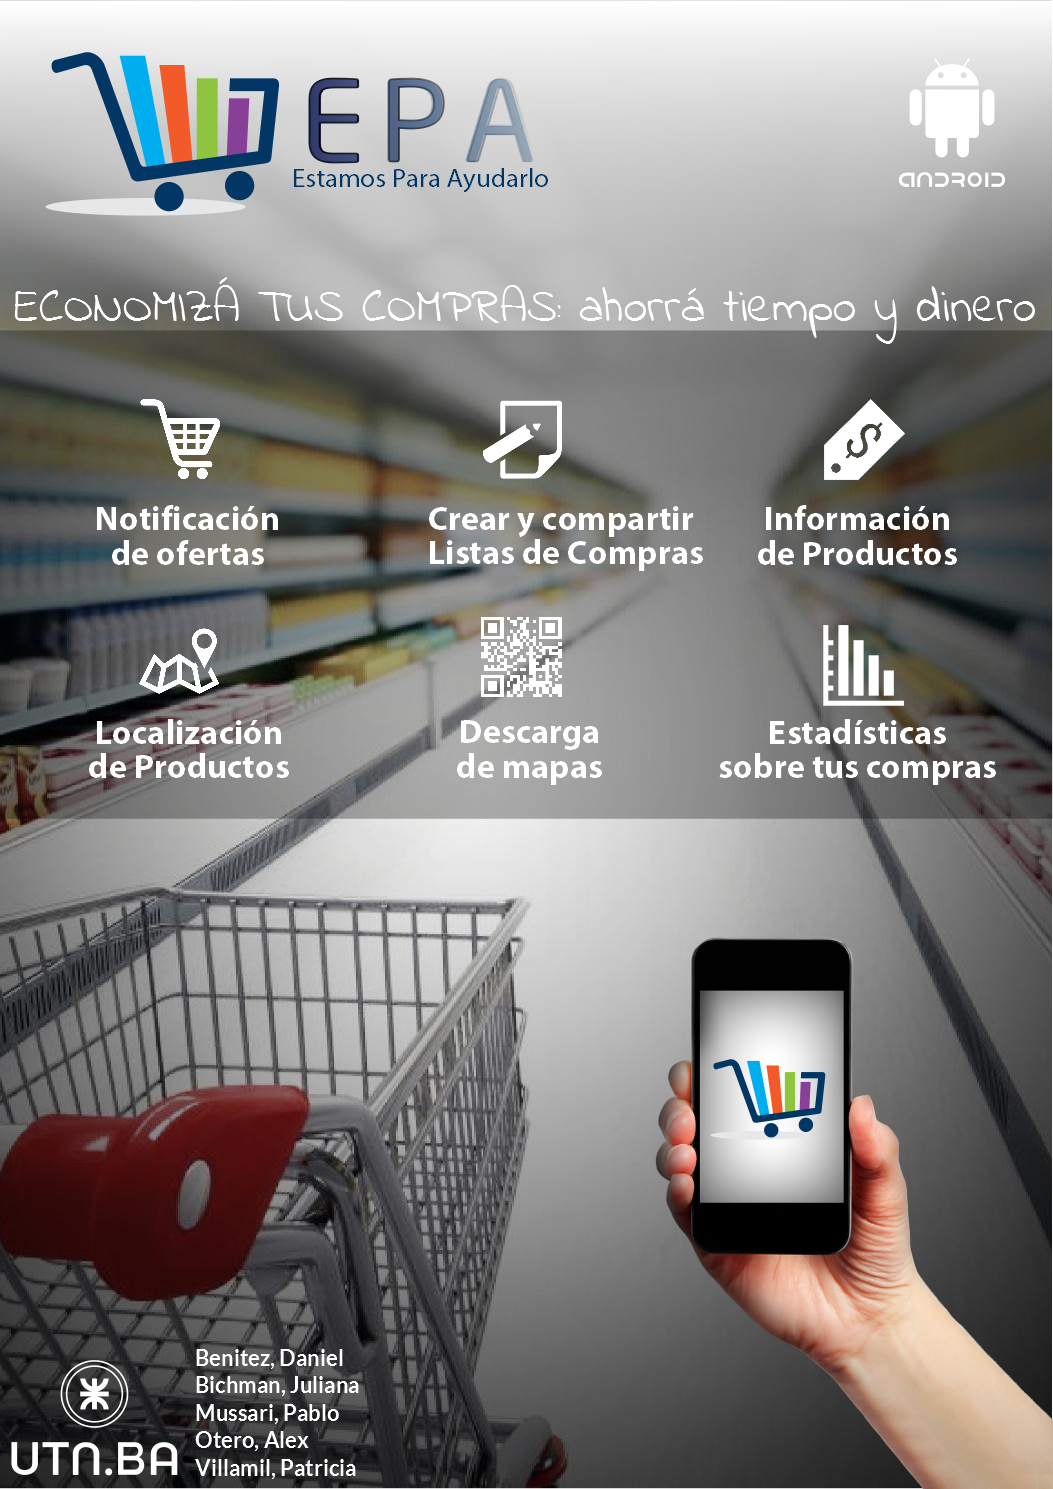 EPA
Estamos Para Ayudarlo
ANDROID
ECONOMIZÁ TUS COMPRAS: ahorrá tiempo y dinero
Notificación
de ofertas
Crear y compartir
Listas de Compras
Información
de Productos
Localización
de Productos
Descarga
de mapas
Estadísticas
sobre tus compras
Benitez, Daniel
Bichman, Juliana
Mussari, Pablo
Otero, Alex
Villamil, Patricia
UTN.BA